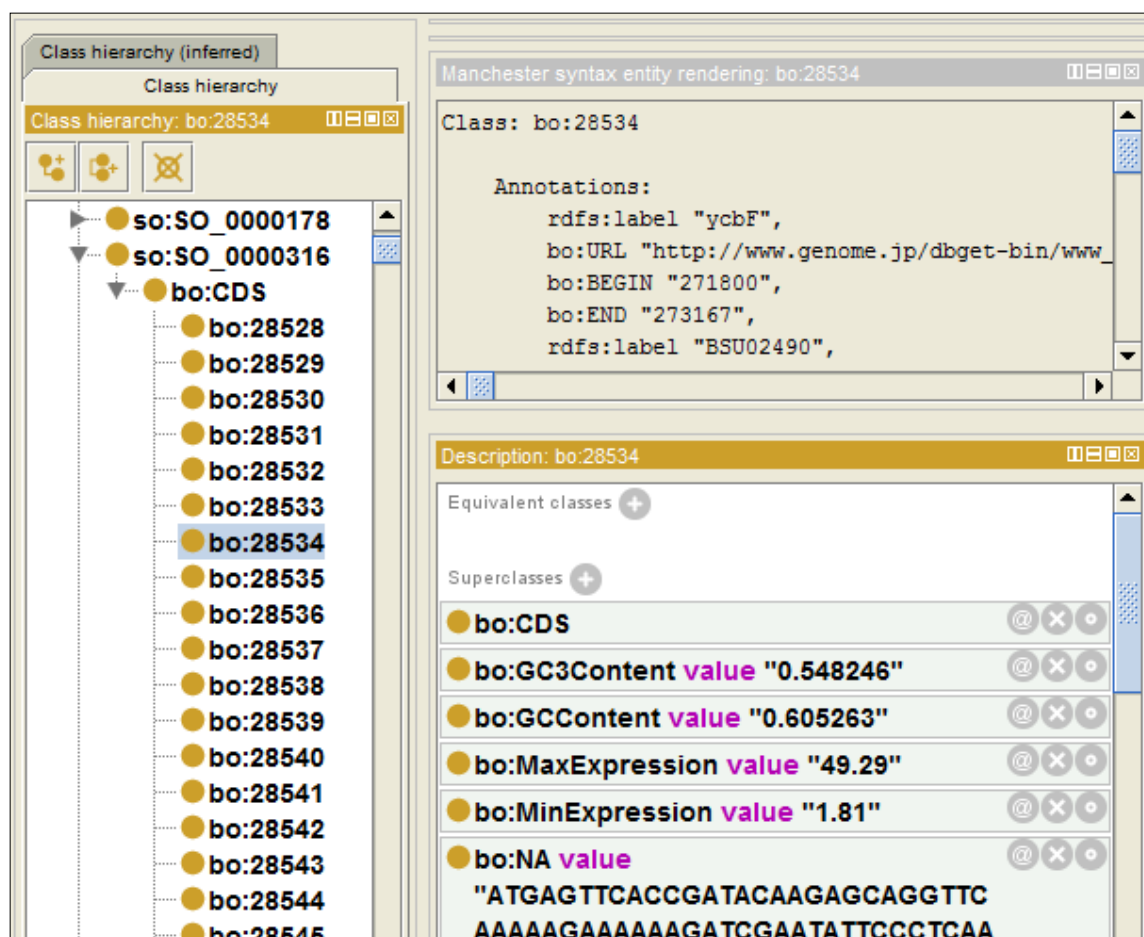 Class hierarchy (inferred)
Class hierarchy
Class hierarchy: bo:28534
so:SO_0000178
so:SO_0000316
bo:CDS
bo:28528
bo:28529
bo:28530
bo:28531
bo:28532
bo:28533
bo:28534
bo:28535
bo:28536
bo:28537
bo:28538
bo:28539
bo:28540
bo:28541
bo:28542
bo:28543
bo:28544
bo:28545
Manchester syntax entity rendering: bo:28534
Class: bo:28534
Annotations:
rdfs:label "ycbF",
bo:URL "http://www.genome.jp/dbget-bin/www_
bo:BEGIN "271800",
bo:END "273167",
rdfs:label "BSU02490",
Description: bo:28534
Equivalent classes
Superclasses
bo:CDS
bo:GC3Content value "0.548246"
bo:GCContent value "0.605263"
bo:MaxExpression value "49.29"
bo:MinExpression value "1.81"
bo:NA value
"ATGAGTTCACCGATACAAGAGCAGGTTC
AAAAAGAAAAAAGATCGAATATTCCCTCAA